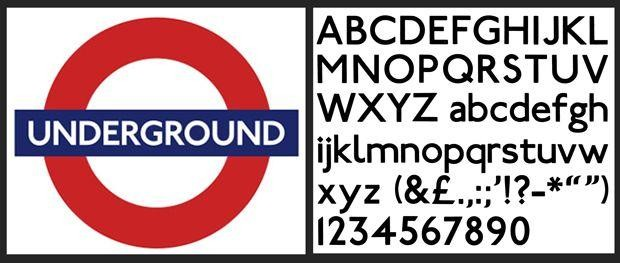 UNDERGROUND
ABCDEFGHIJKL
MNOPQRSTUV
WXYZ abcdefgh
ijklmnopqrstuvw
xyz (&£.,:;'!?-*“”)
1234567890